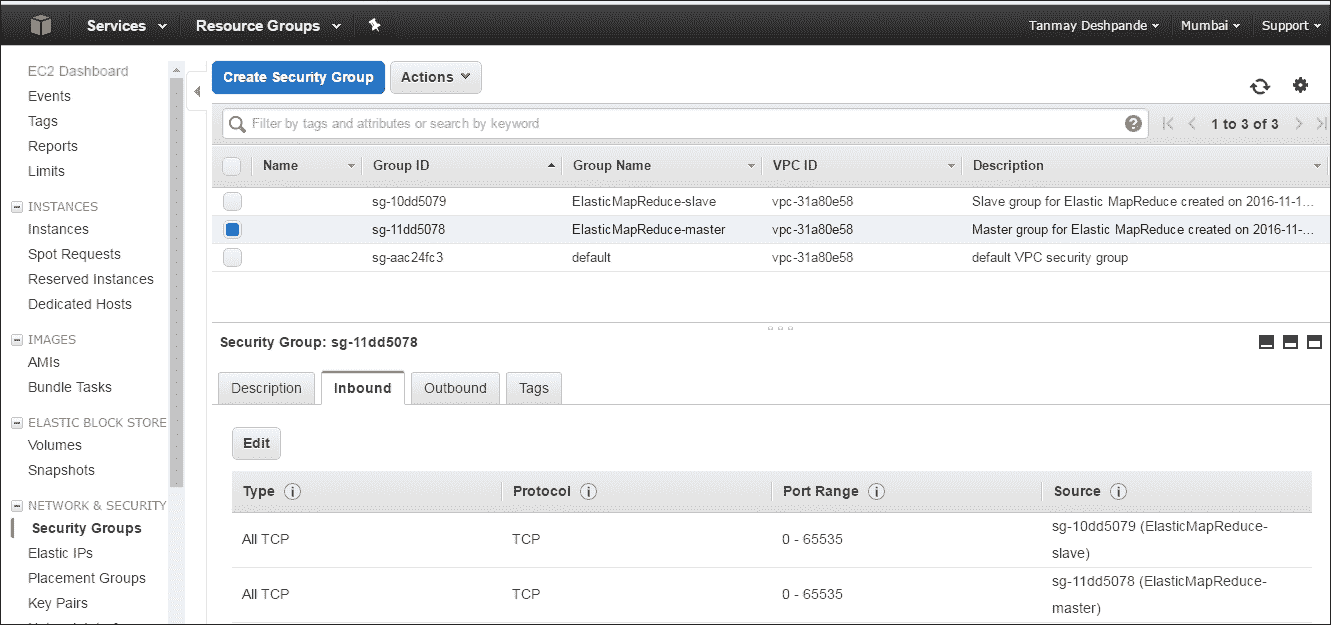 Services Resource Groups Tanmay Deshpande Mumbai Support
EC2 Dashboard
Events
Tags
Reports
Limits
INSTANCES
Instances
Spot Requests
Reserved Instances
Dedicated Hosts
IMAGES
AMIs
Bundle Tasks
ELASTIC BLOCK STORE
Volumes
Snapshots
NETWORK & SECURITY
Security Groups
Elastic IPs
Placement Groups
Key Pairs
Create Security Group Actions
Filter by tags and attributes or search by keyword 1 to 3 of 3
Name Group ID Group Name VPC ID Description
sg-10dd5079 ElasticMapReduce-slave vpc-31a80e58 Slave group for Elastic MapReduce created on 2016-11-1...
sg-11dd5078 ElasticMapReduce-master vpc-31a80e58 Master group for Elastic MapReduce created on 2016-11-...
sg-aac24fc3 default vpc-31a80e58 default VPC security group
Security Group: sg-11dd5078
Description Inbound Outbound Tags
Edit
Type Protocol Port Range Source
All TCP TCP 0 - 65535 sg-10dd5079 (ElasticMapReduce-
slave)
All TCP TCP 0 - 65535 sg-11dd5078 (ElasticMapReduce-
master)